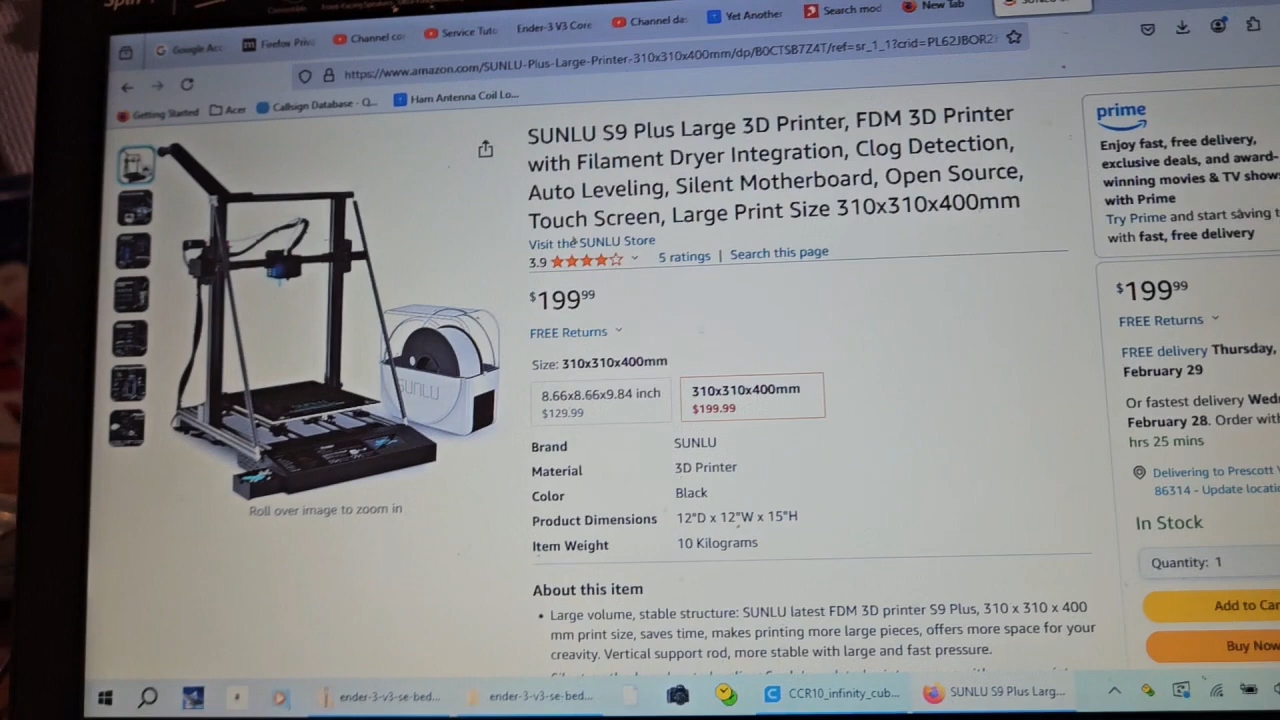 Google Acc
Firefox Priv
Channel co
Service Tuto
Ender-3 V3 Core
Channel da
Yet Another
Search mod
New Tab
https://www.amazon.com/SUNLU-Plus-Large-Printer-310x310x400mm/dp/B0CTSB7Z4T/ref=sr_1_1?crid=PL62JBOR2
Getting Started
Acer
Callsign Database - Q...
Ham Antenna Coil Lo...
SUNLU S9 Plus Large 3D Printer, FDM 3D Printer
with Filament Dryer Integration, Clog Detection,
Auto Leveling, Silent Motherboard, Open Source,
Touch Screen, Large Print Size 310x310x400mm
Visit the SUNLU Store
3.9
5 ratings | Search this page
$199.99
FREE Returns
Size: 310x310x400mm
8.66x8.66x9.84 inch
$129.99
310x310x400mm
$199.99
Brand SUNLU
Material 3D Printer
Color Black
Product Dimensions 12"D x 12"W x 15"H
Item Weight 10 Kilograms
About this item
• Large volume, stable structure: SUNLU latest FDM 3D printer S9 Plus, 310 x 310 x 400
mm print size, saves time, makes printing more large pieces, offers more space for your
creavity. Vertical support rod, more stable with large and fast pressure.
SUNLU
Roll over image to zoom in
prime
Enjoy fast, free delivery,
exclusive deals, and award-
winning movies & TV shows
with Prime
Try Prime and start saving t
with fast, free delivery
$199.99
FREE Returns
FREE delivery Thursday,
February 29
Or fastest delivery Wed
February 28. Order with
hrs 25 mins
Delivering to Prescott V
86314 - Update locati
In Stock
Quantity: 1
Add to Car
Buy Now
ender-3-v3-se-bed...
ender-3-v3-se-bed...
CCR10_infinity_cub...
SUNLU S9 Plus Larg...